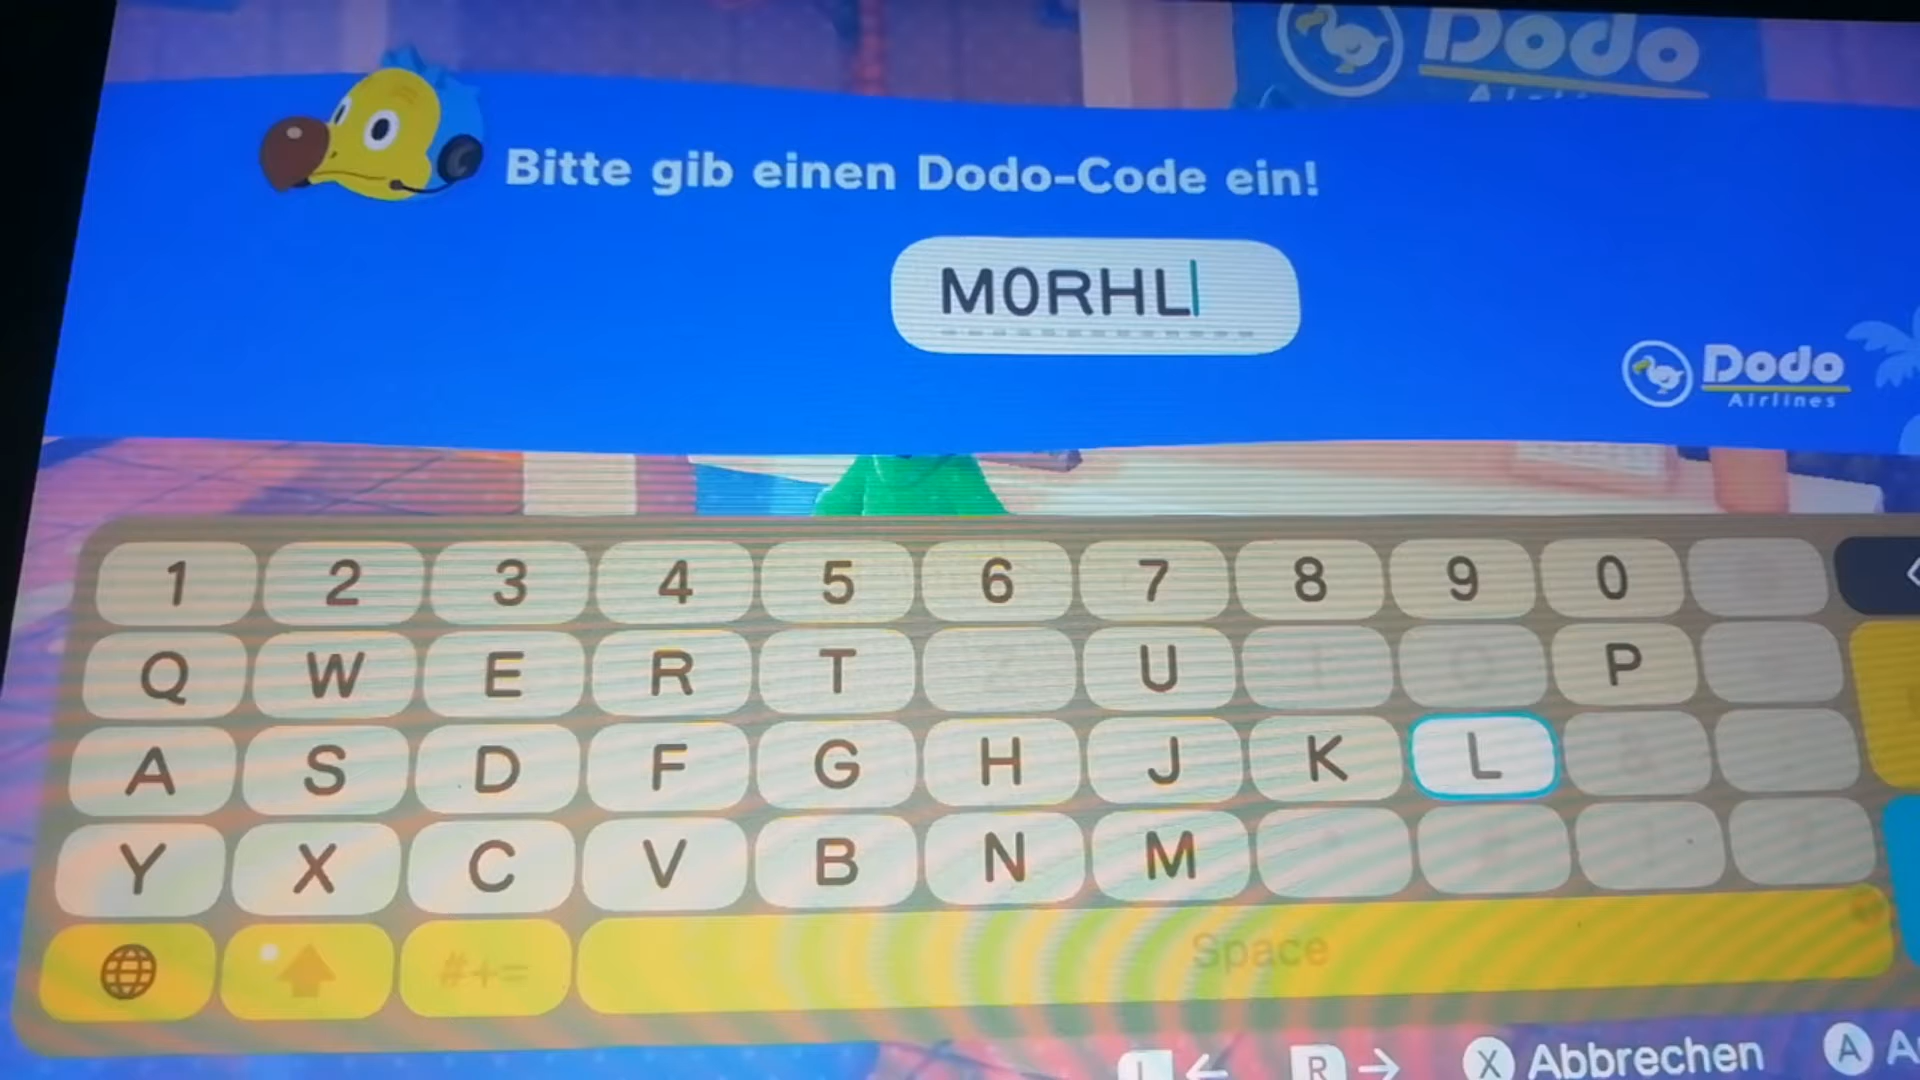 Dodo
Bitte gib einen Dodo-Code ein!
M0RHL
Dodo
Airlines
1 2 3 4 5 6 7 8 9 0
Q W E R T U P
A S D F G H J K L
Y X C V B N M
#+= Space
L ← R → X Abbrechen A